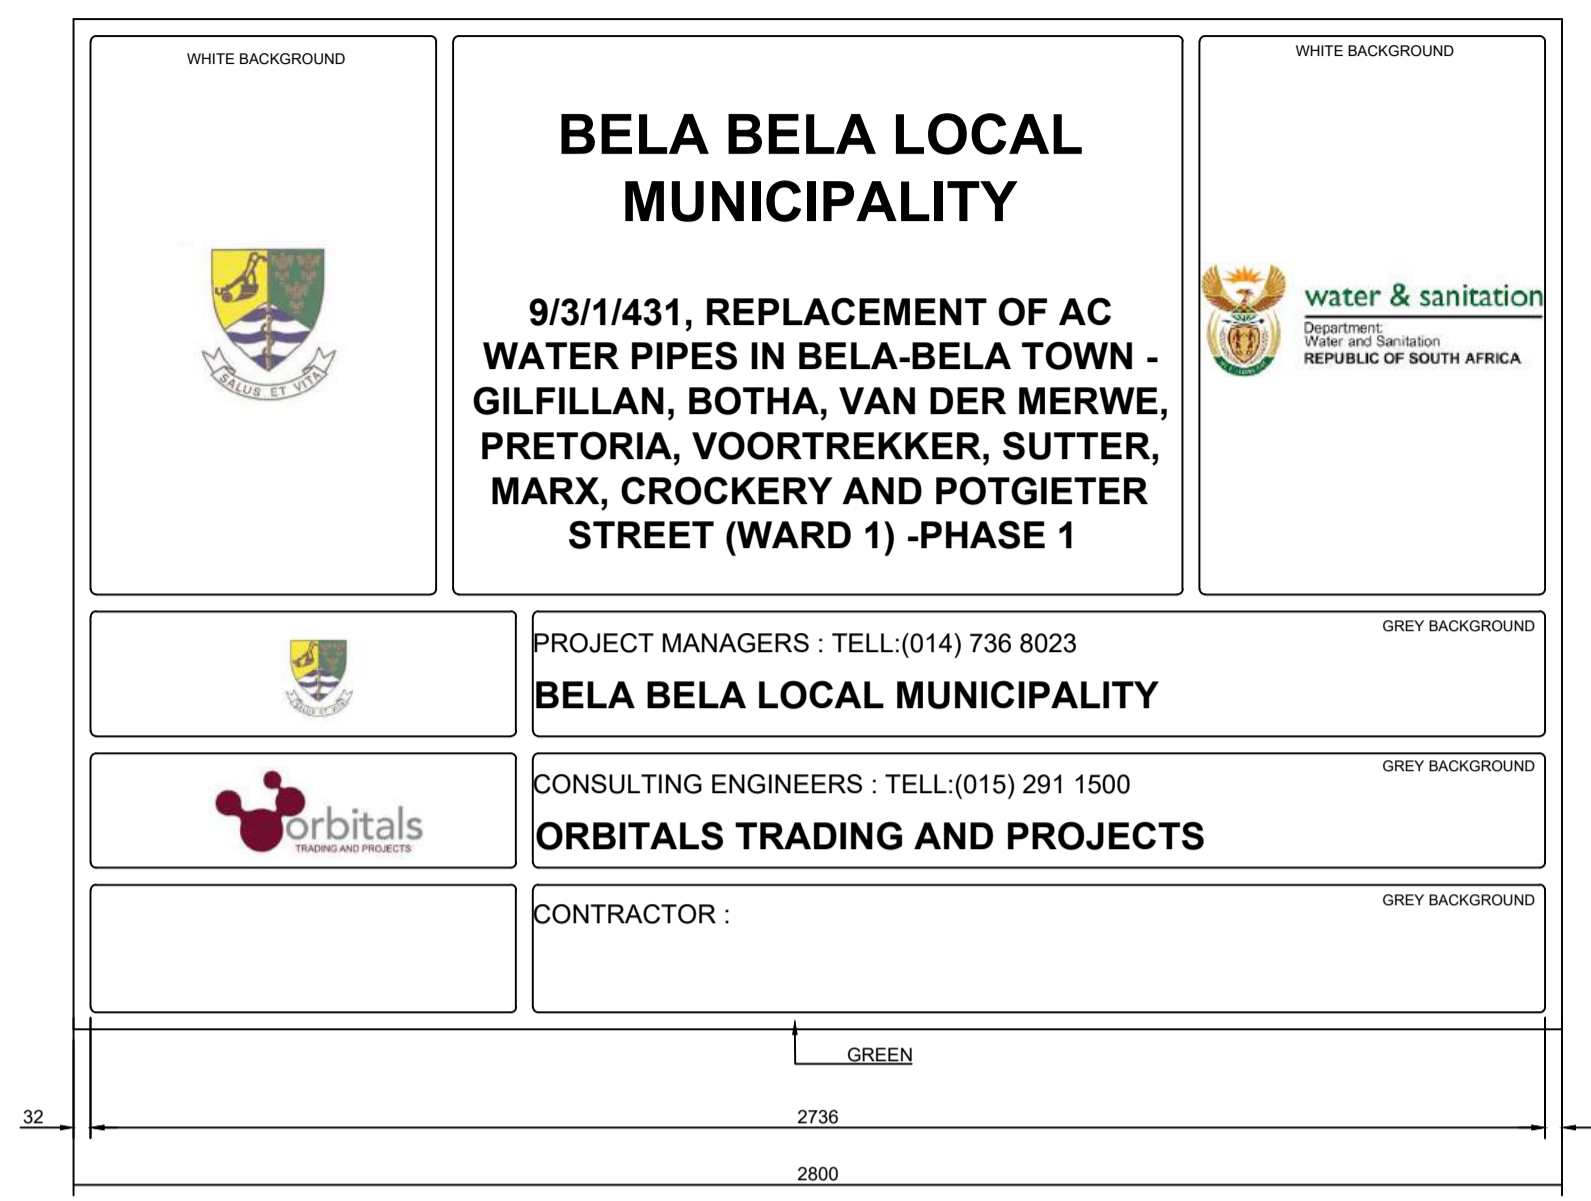 WHITE BACKGROUND
SALUS ET VITA
BELA BELA LOCAL
MUNICIPALITY
9/3/1/431, REPLACEMENT OF AC
WATER PIPES IN BELA-BELA TOWN -
GILFILLAN, BOTHA, VAN DER MERWE,
PRETORIA, VOORTREKKER, SUTTER,
MARX, CROCKERY AND POTGIETER
STREET (WARD 1) -PHASE 1
WHITE BACKGROUND
water & sanitation
Department:
Water and Sanitation
REPUBLIC OF SOUTH AFRICA
SALUS ET VITA
PROJECT MANAGERS : TELL:(014) 736 8023
GREY BACKGROUND
BELA BELA LOCAL MUNICIPALITY
orbitals
TRADING AND PROJECTS
CONSULTING ENGINEERS : TELL:(015) 291 1500
GREY BACKGROUND
ORBITALS TRADING AND PROJECTS
CONTRACTOR :
GREY BACKGROUND
GREEN
32
2736
2800